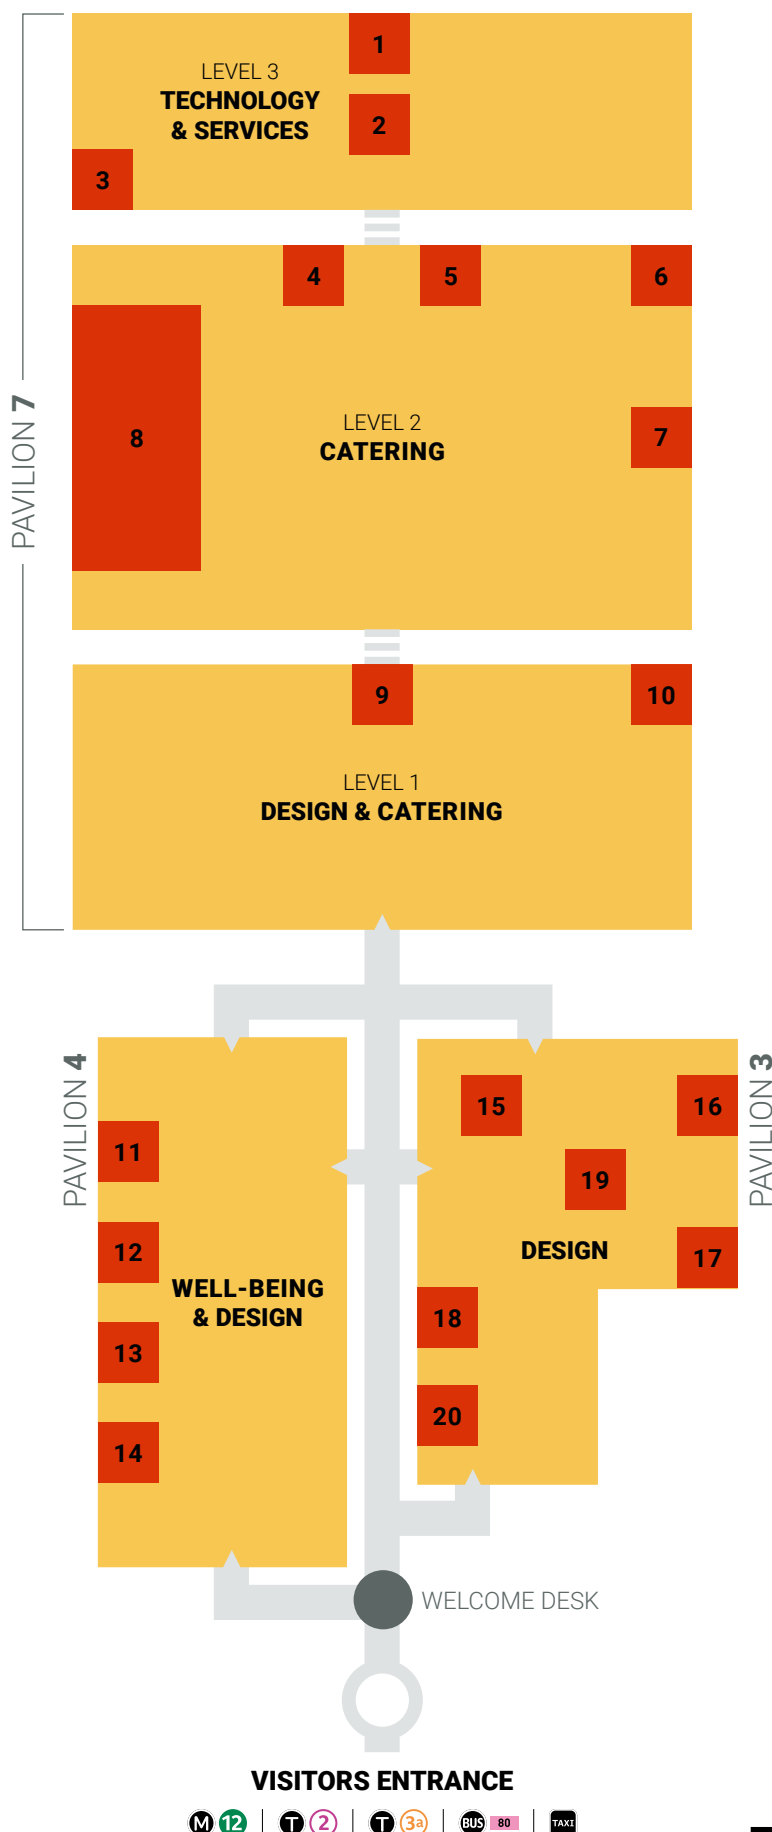 1
LEVEL 3
TECHNOLOGY
& SERVICES
2
3
4
5
6
PAVILION 7
LEVEL 2
CATERING
7
8
9
10
LEVEL 1
DESIGN & CATERING
PAVILION 4
PAVILION 3
15
16
11
19
12
DESIGN
17
WELL-BEING
& DESIGN
18
13
20
14
WELCOME DESK
VISITORS ENTRANCE
M 12 T 2 T 3a BUS 80 TAXI